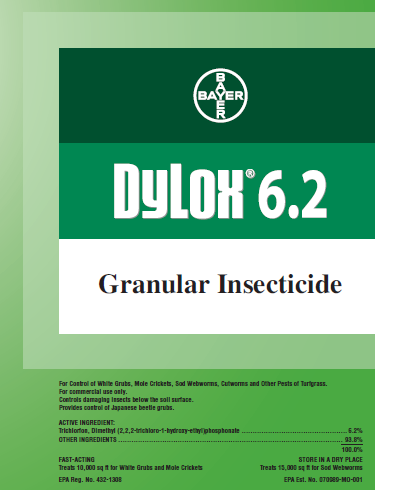 BAYER
BAYER
DYLOX® 6.2
Granular Insecticide
For Control of White Grubs, Mole Crickets, Sod Webworms, Cutworms and Other Pests of Turfgrass.
For commercial use only.
Controls damaging insects below the soil surface.
Provides control of Japanese beetle grubs.
ACTIVE INGREDIENT:
Trichlorfon, Dimethyl (2,2,2-trichloro-1-hydroxy-ethyl)phosphonate ........ 6.2%
OTHER INGREDIENTS ........ 93.8%
100.0%
FAST-ACTING STORE IN A DRY PLACE
Treats 10,000 sq ft for White Grubs and Mole Crickets Treats 15,000 sq ft for Sod Webworms
EPA Reg. No. 432-1308 EPA Est. No. 070989-MO-001